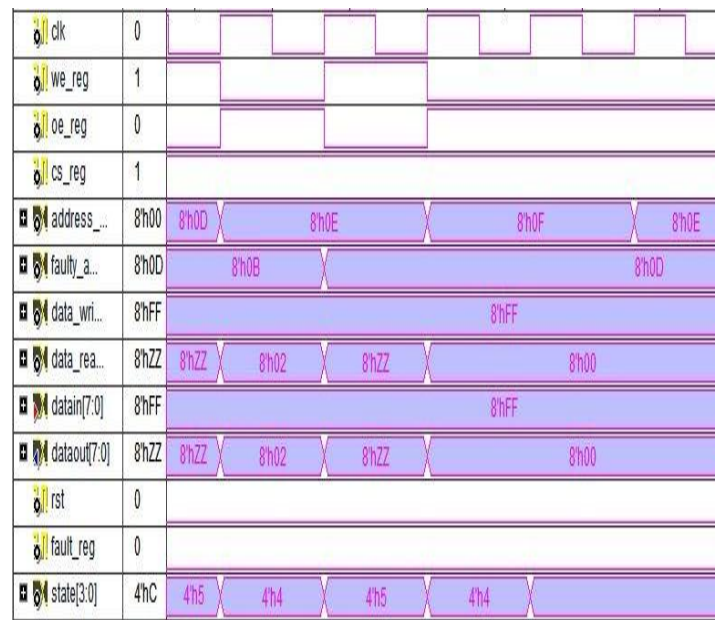 clk 0
we_reg 1
oe_reg 0
cs_reg 1
address_... 8'h00 8'h0D 8'h0E 8'h0F 8'h0E
faulty_a... 8'h0D 8'h0B 8'h0D
data_wri... 8'hFF 8'hFF
data_rea... 8'hZZ 8'hZZ 8'h02 8'hZZ 8'h00
datain[7:0] 8'hFF 8'hFF
dataout[7:0] 8'hZZ 8'hZZ 8'h02 8'hZZ 8'h00
rst 0
fault_reg 0
state[3:0] 4'hC 4'h5 4'h4 4'h5 4'h4